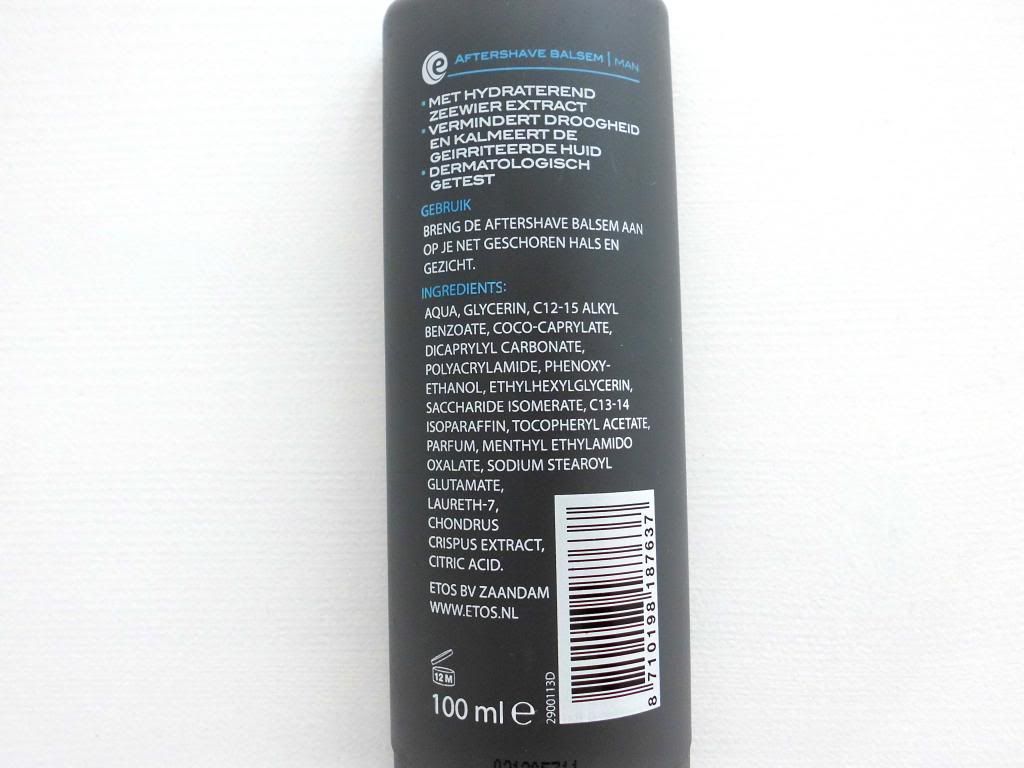 e AFTERSHAVE BALSEM | MAN
• MET HYDRATEREND
ZEEWIER EXTRACT
• VERMINDERT DROOGHEID
EN KALMEERT DE
GEIRRITEERDE HUID
• DERMATOLOGISCH
GETEST
GEBRUIK
BRENG DE AFTERSHAVE BALSEM AAN
OP JE NET GESCHOREN HALS EN
GEZICHT.
INGREDIENTS:
AQUA, GLYCERIN, C12-15 ALKYL
BENZOATE, COCO-CAPRYLATE,
DICAPRYLYL CARBONATE,
POLYACRYLAMIDE, PHENOXY-
ETHANOL, ETHYLHEXYLGLYCERIN,
SACCHARIDE ISOMERATE, C13-14
ISOPARAFFIN, TOCOPHERYL ACETATE,
PARFUM, MENTHYL ETHYLAMIDO
OXALATE, SODIUM STEAROYL
GLUTAMATE,
LAURETH-7,
CHONDRUS
CRISPUS EXTRACT,
CITRIC ACID.
ETOS BV ZAANDAM
WWW.ETOS.NL
12 M
100 ml e
2900113D
8 710198 187637